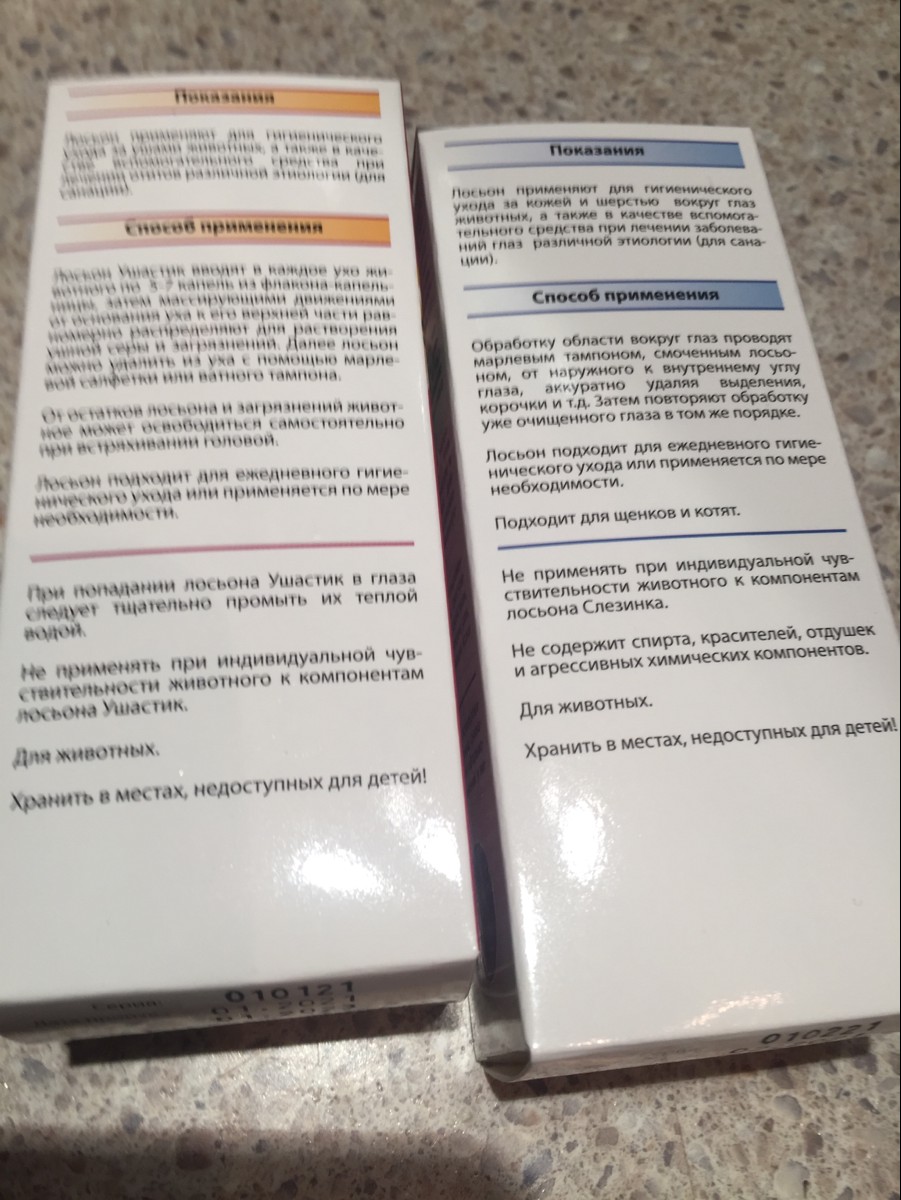 Показания
Лосьон применяют для гигиенического
ухода за ушами животных, а также в каче-
стве вспомогательного средства при
лечении отитов различной этиологии (для
санации).
Способ применения
Лосьон Ушастик вводят в каждое ухо жи-
вотного по 3-7 капель из флакона-капель-
ницы, затем массирующими движениями
от основания уха к его верхней части рав-
номерно распределяют для растворения
ушной серы и загрязнений. Далее лосьон
можно удалить из уха с помощью марле-
вой салфетки или ватного тампона.
От остатков лосьона и загрязнений живот-
ное может освободиться самостоятельно
при встряхивании головой.
Лосьон подходит для ежедневного гигие-
нического ухода или применяется по мере
необходимости.
При попадании лосьона Ушастик в глаза
следует тщательно промыть их теплой
водой.
Не применять при индивидуальной чув-
ствительности животного к компонентам
лосьона Ушастик.
Для животных.
Хранить в местах, недоступных для детей!
Серия:
010121
01.2021
Показания
Лосьон применяют для гигиенического
ухода за кожей и шерстью вокруг глаз
животных, а также в качестве вспомога-
тельного средства при лечении заболева-
ний глаз различной этиологии (для сана-
ции).
Способ применения
Обработку области вокруг глаз проводят
марлевым тампоном, смоченным лосьо-
ном, от наружного к внутреннему углу
глаза, аккуратно удаляя выделения,
корочки и т.д. Затем повторяют обработку
уже очищенного глаза в том же порядке.
Лосьон подходит для ежедневного гигие-
нического ухода или применяется по мере
необходимости.
Подходит для щенков и котят.
Не применять при индивидуальной чув-
ствительности животного к компонентам
лосьона Слезинка.
Не содержит спирта, красителей, отдушек
и агрессивных химических компонентов.
Для животных.
Хранить в местах, недоступных для детей!
010221